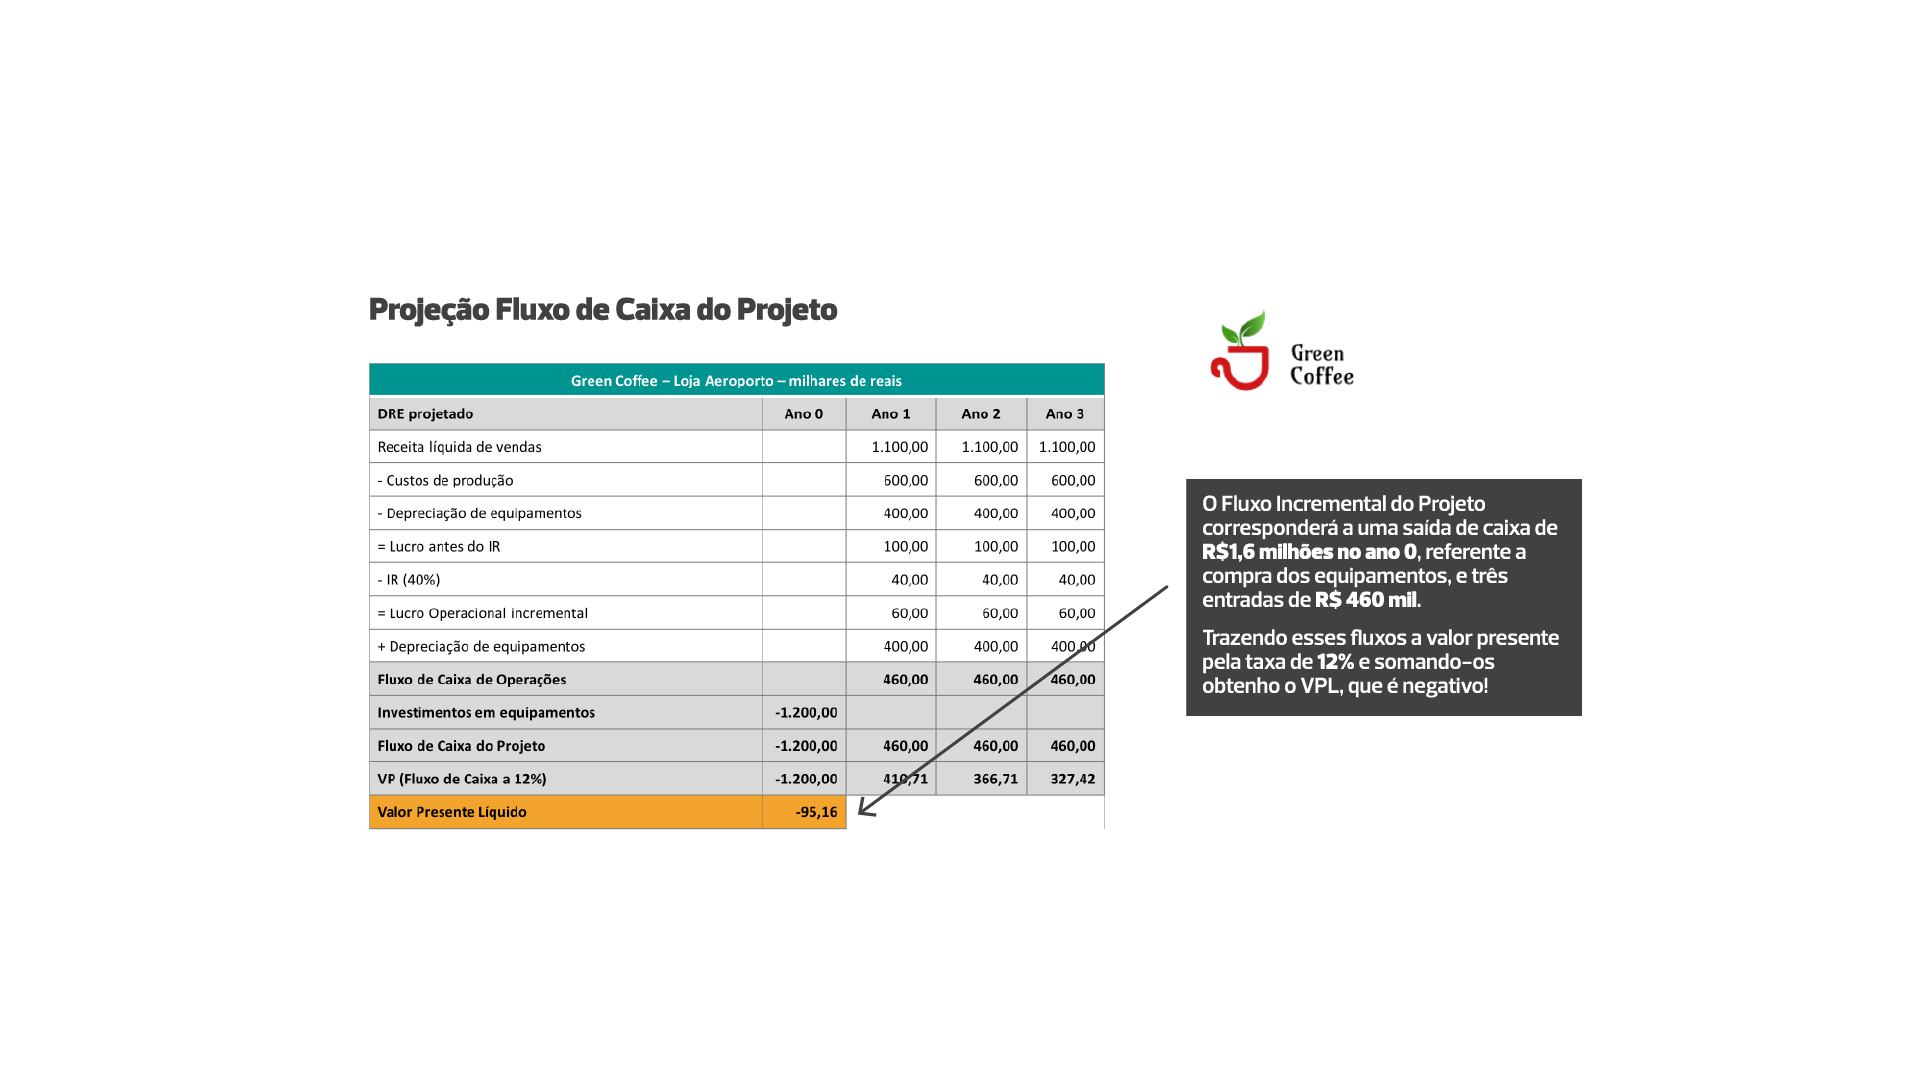 Projeção Fluxo de Caixa do Projeto
Green Coffee – Loja Aeroporto – milhares de reais
DRE projetado Ano 0 Ano 1 Ano 2 Ano 3
Receita líquida de vendas 1.100,00 1.100,00 1.100,00
- Custos de produção 600,00 600,00 600,00
- Depreciação de equipamentos 400,00 400,00 400,00
= Lucro antes do IR 100,00 100,00 100,00
- IR (40%) 40,00 40,00 40,00
= Lucro Operacional incremental 60,00 60,00 60,00
+ Depreciação de equipamentos 400,00 400,00 400,00
Fluxo de Caixa de Operações 460,00 460,00 460,00
Investimentos em equipamentos -1.200,00
Fluxo de Caixa do Projeto -1.200,00 460,00 460,00 460,00
VP (Fluxo de Caixa a 12%) -1.200,00 410,71 366,71 327,42
Valor Presente Líquido -95,16
Green
Coffee
O Fluxo Incremental do Projeto
corresponderá a uma saída de caixa de
R$1,6 milhões no ano 0, referente a
compra dos equipamentos, e três
entradas de R$ 460 mil.
Trazendo esses fluxos a valor presente
pela taxa de 12% e somando-os
obtenho o VPL, que é negativo!